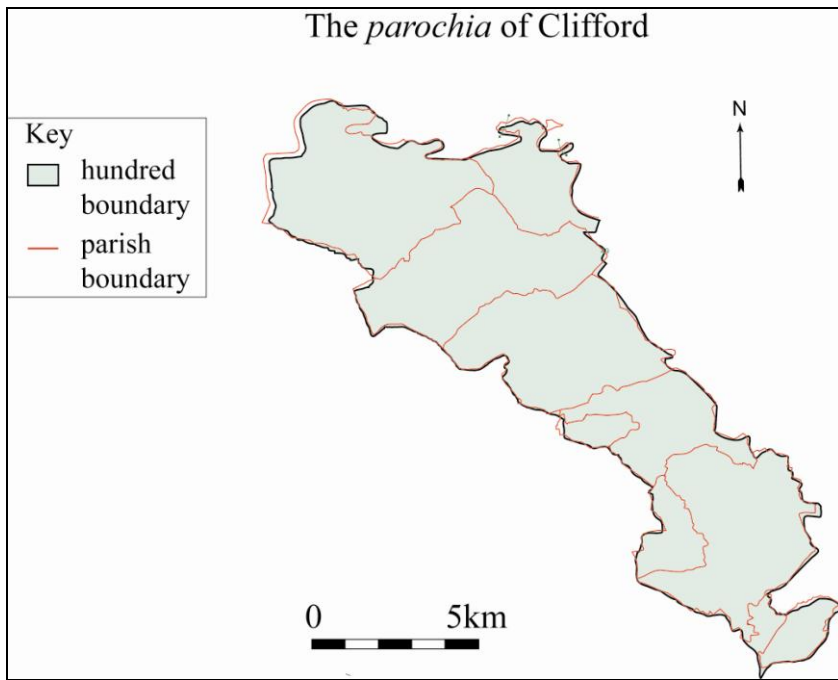 The parochia of Clifford
N
Key
hundred
boundary
parish
boundary
0 5km